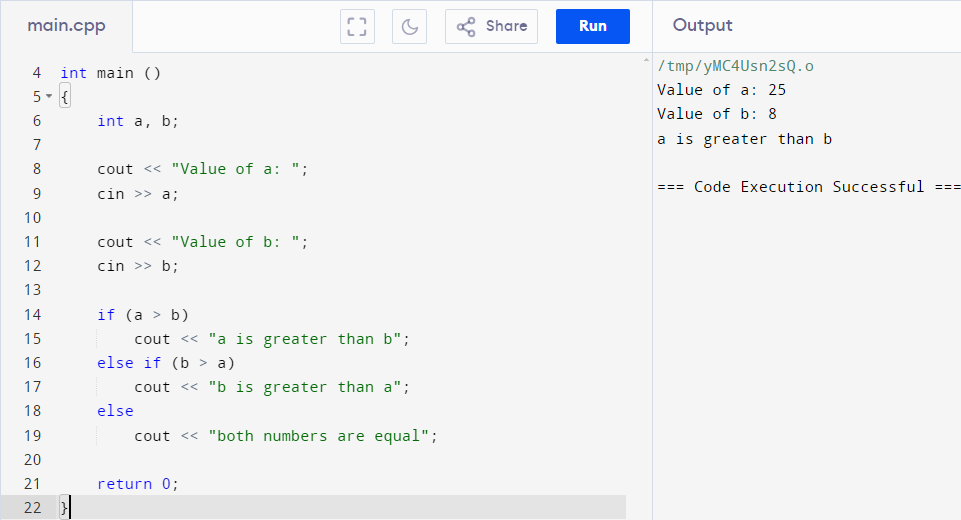 main.cpp
Share
Run
Output
4 int main ()
5 {
6     int a, b;
7
8     cout << "Value of a: ";
9     cin >> a;
10
11     cout << "Value of b: ";
12     cin >> b;
13
14     if (a > b)
15         cout << "a is greater than b";
16     else if (b > a)
17         cout << "b is greater than a";
18     else
19         cout << "both numbers are equal";
20
21     return 0;
22 }
/tmp/yMC4Usn2sQ.o
Value of a: 25
Value of b: 8
a is greater than b
=== Code Execution Successful ===